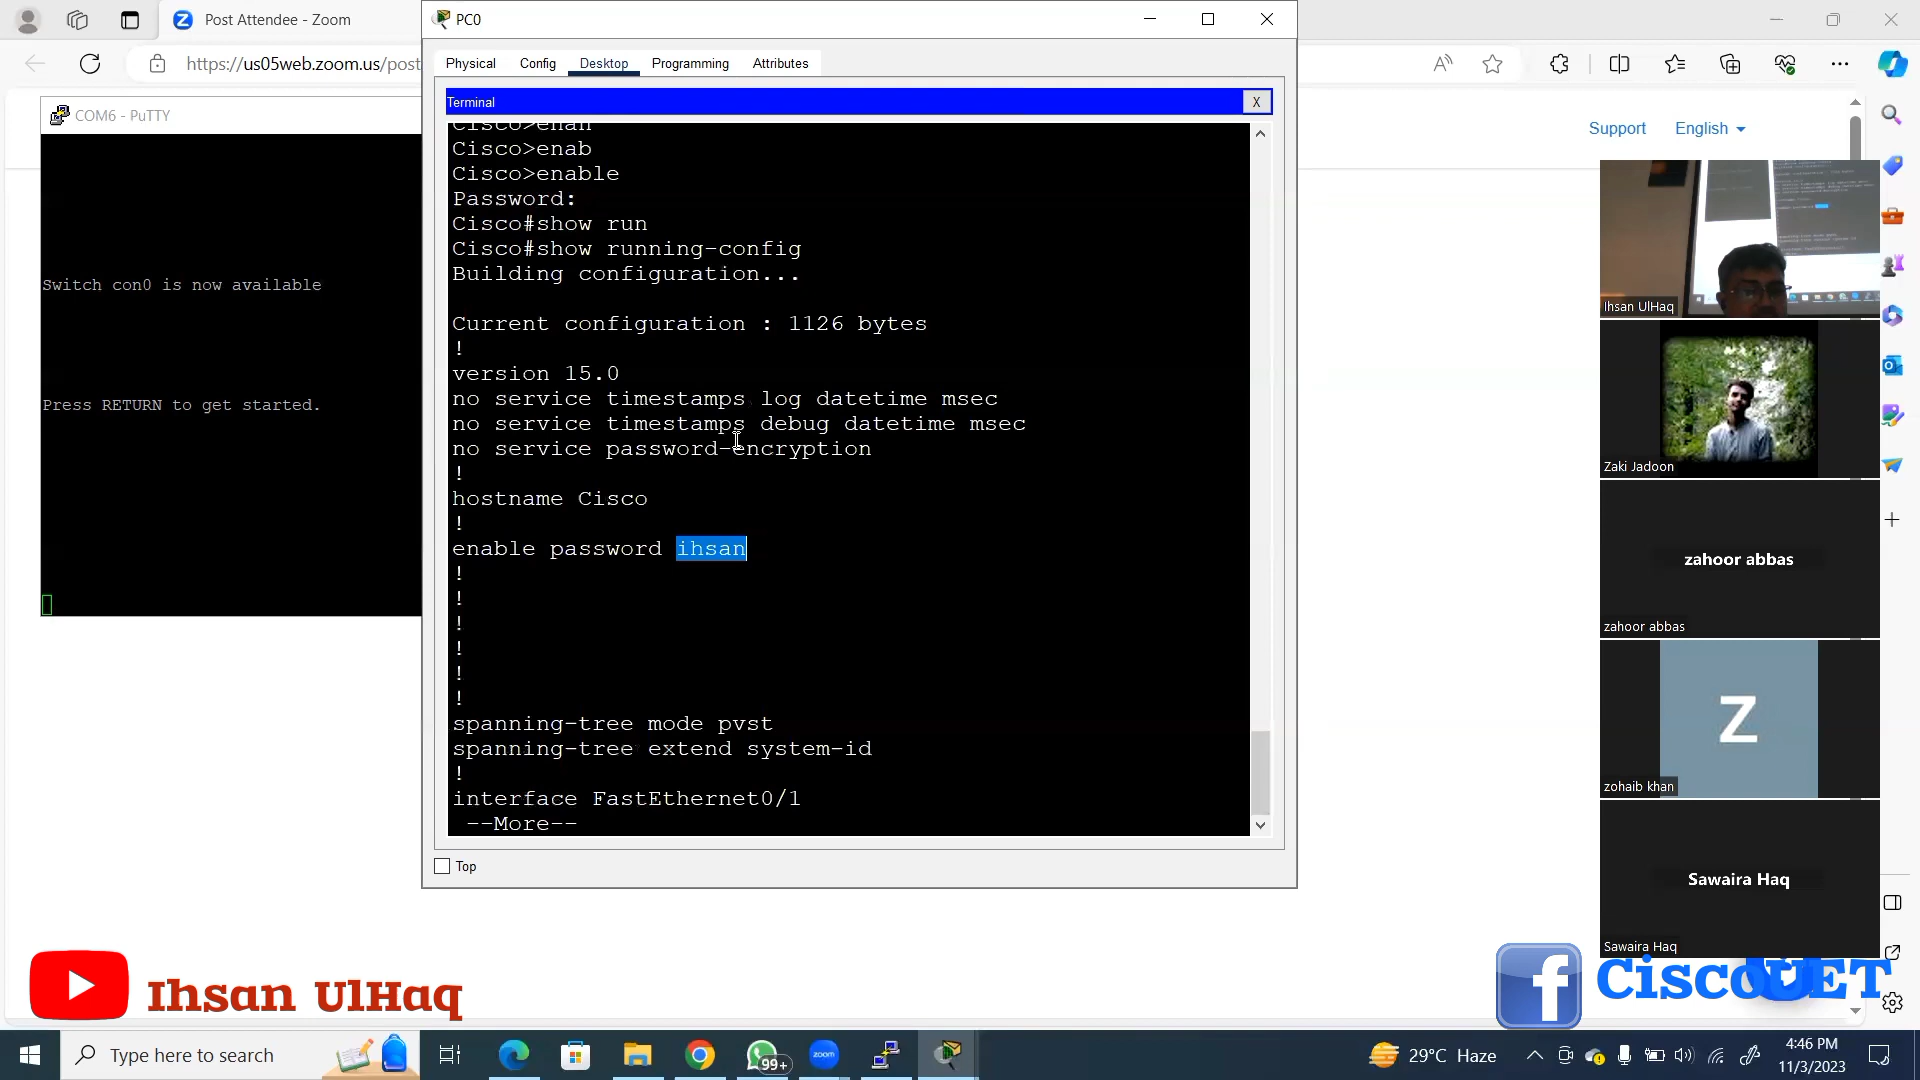 Post Attendee - Zoom
https://us05web.zoom.us/post
Support English
COM6 - PuTTY
Switch con0 is now available
Press RETURN to get started.
PC0
Physical Config Desktop Programming Attributes
Terminal
X
Cisco>enan
Cisco>enab
Cisco>enable
Password:
Cisco#show run
Cisco#show running-config
Building configuration...
Current configuration : 1126 bytes
!
version 15.0
no service timestamps log datetime msec
no service timestamps debug datetime msec
no service password-encryption
!
hostname Cisco
!
enable password ihsan
!
!
!
!
!
!
spanning-tree mode pvst
spanning-tree extend system-id
!
interface FastEthernet0/1
--More--
Top
Ihsan UlHaq
Zaki Jadoon
zahoor abbas
zahoor abbas
Z
zohaib khan
Sawaira Haq
Sawaira Haq
Ihsan UlHaq
f
CiscoUET
Type here to search
99+
zoom
29°C Haze
4:46 PM
11/3/2023